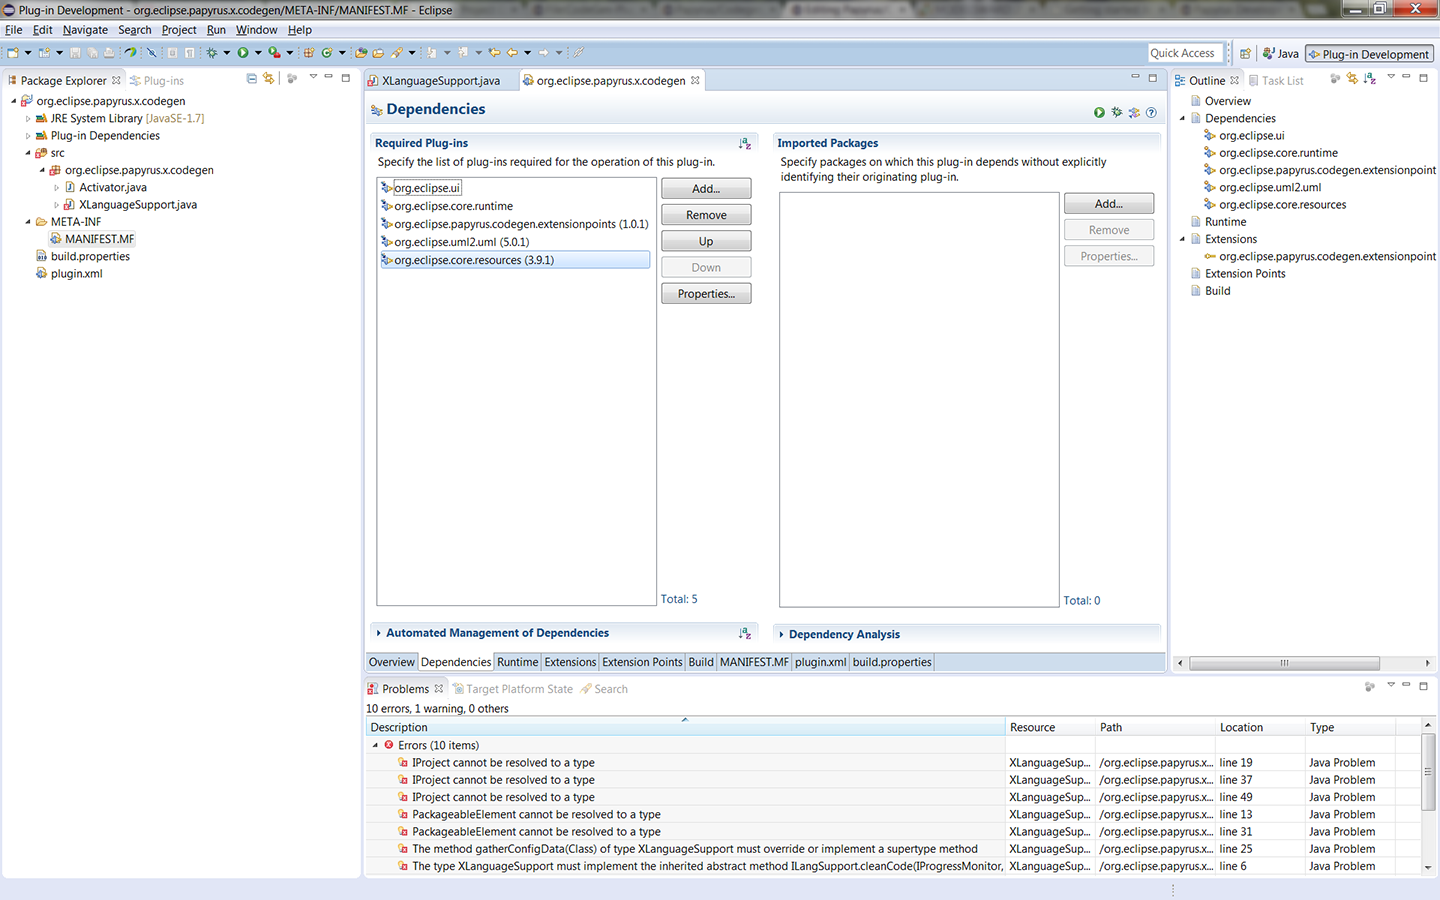 Plug-in Development - org.eclipse.papyrus.x.codegen/META-INF/MANIFEST.MF - Eclipse
File Edit Navigate Search Project Run Window Help
Quick Access
Java
Plug-in Development
Package Explorer
Plug-ins
org.eclipse.papyrus.x.codegen
JRE System Library [JavaSE-1.7]
Plug-in Dependencies
src
org.eclipse.papyrus.x.codegen
Activator.java
XLanguageSupport.java
META-INF
MANIFEST.MF
build.properties
plugin.xml
XLanguageSupport.java
org.eclipse.papyrus.x.codegen
Dependencies
Required Plug-ins
Specify the list of plug-ins required for the operation of this plug-in.
org.eclipse.ui
org.eclipse.core.runtime
org.eclipse.papyrus.codegen.extensionpoints (1.0.1)
org.eclipse.uml2.uml (5.0.1)
org.eclipse.core.resources (3.9.1)
Add...
Remove
Up
Down
Properties...
Total: 5
Imported Packages
Specify packages on which this plug-in depends without explicitly
identifying their originating plug-in.
Add...
Remove
Properties...
Total: 0
Automated Management of Dependencies
Dependency Analysis
Overview Dependencies Runtime Extensions Extension Points Build MANIFEST.MF plugin.xml build.properties
Outline
Task List
Overview
Dependencies
org.eclipse.ui
org.eclipse.core.runtime
org.eclipse.papyrus.codegen.extensionpoint
org.eclipse.uml2.uml
org.eclipse.core.resources
Runtime
Extensions
org.eclipse.papyrus.codegen.extensionpoint
Extension Points
Build
Problems
Target Platform State
Search
10 errors, 1 warning, 0 others
Description Resource Path Location Type
Errors (10 items)
IProject cannot be resolved to a type XLanguageSup... /org.eclipse.papyrus.x... line 19 Java Problem
IProject cannot be resolved to a type XLanguageSup... /org.eclipse.papyrus.x... line 37 Java Problem
IProject cannot be resolved to a type XLanguageSup... /org.eclipse.papyrus.x... line 49 Java Problem
PackageableElement cannot be resolved to a type XLanguageSup... /org.eclipse.papyrus.x... line 13 Java Problem
PackageableElement cannot be resolved to a type XLanguageSup... /org.eclipse.papyrus.x... line 31 Java Problem
The method gatherConfigData(Class) of type XLanguageSupport must override or implement a supertype method XLanguageSup... /org.eclipse.papyrus.x... line 25 Java Problem
The type XLanguageSupport must implement the inherited abstract method ILangSupport.cleanCode(IProgressMonitor, XLanguageSup... /org.eclipse.papyrus.x... line 6 Java Problem